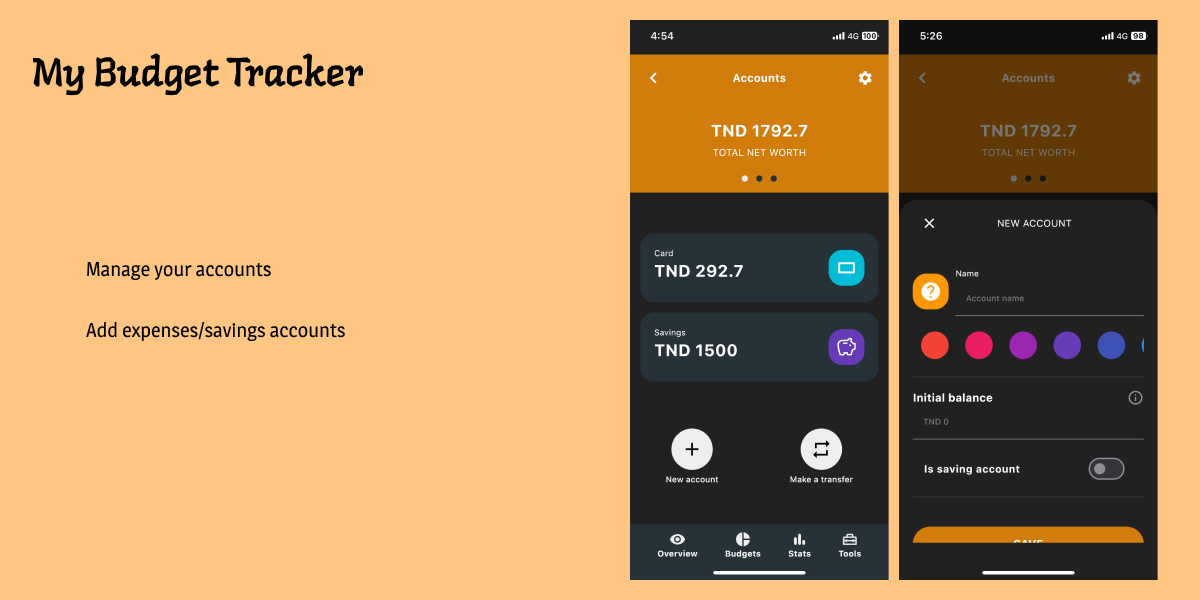 My Budget Tracker
Manage your accounts
Add expenses/savings accounts
4:54
4G 100
Accounts
TND 1792.7
TOTAL NET WORTH
Card
TND 292.7
Savings
TND 1500
New account
Make a transfer
Overview
Budgets
Stats
Tools
5:26
4G 98
Accounts
TND 1792.7
TOTAL NET WORTH
NEW ACCOUNT
Name
Account name
Initial balance
TND 0
Is saving account
SAVE